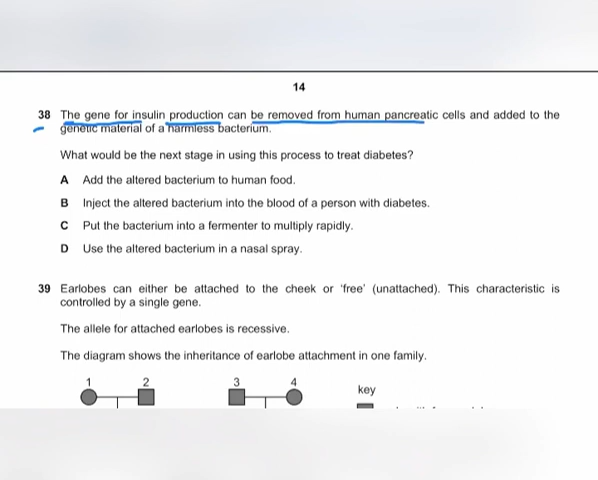 14
38 The gene for insulin production can be removed from human pancreatic cells and added to the
genetic material of a harmless bacterium.
What would be the next stage in using this process to treat diabetes?
A Add the altered bacterium to human food.
B Inject the altered bacterium into the blood of a person with diabetes.
C Put the bacterium into a fermenter to multiply rapidly.
D Use the altered bacterium in a nasal spray.
39 Earlobes can either be attached to the cheek or ‘free’ (unattached). This characteristic is
controlled by a single gene.
The allele for attached earlobes is recessive.
The diagram shows the inheritance of earlobe attachment in one family.
1 2 3 4
key